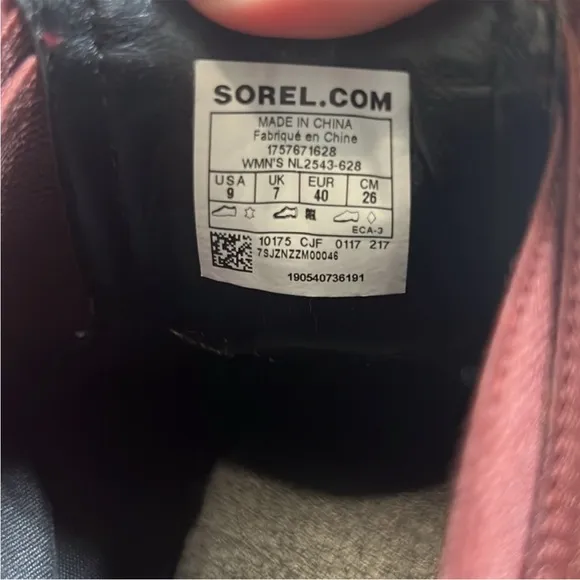 SOREL.COM
MADE IN CHINA
Fabriqué en Chine
1757671628
WMN'S NL2543-628
USA UK EUR CM
9 7 40 26
ECA-3
10175 CJF 0117 217
7SJZNZZM00046
190540736191